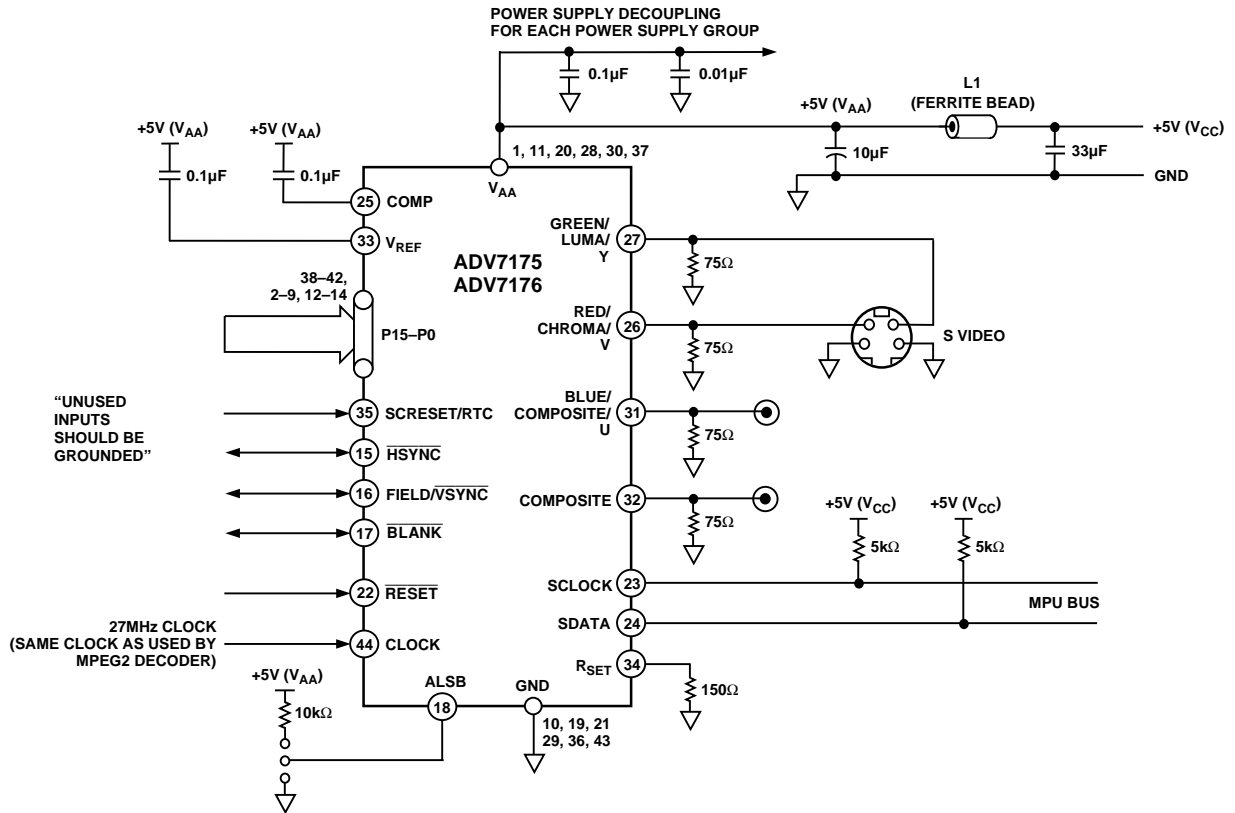 POWER SUPPLY DECOUPLING
FOR EACH POWER SUPPLY GROUP
0.1µF
0.01µF
L1
(FERRITE BEAD)
+5V (VAA)
+5V (VCC)
10µF
33µF
GND
+5V (VAA)
+5V (VAA)
0.1µF
0.1µF
1, 11, 20, 28, 30, 37
VAA
25 COMP
33 VREF
ADV7175
ADV7176
38–42,
2–9, 12–14
P15–P0
GREEN/
LUMA/
Y
27
75Ω
RED/
CHROMA/
V
26
75Ω
S VIDEO
BLUE/
COMPOSITE/
U
31
75Ω
COMPOSITE 32
75Ω
"UNUSED
INPUTS
SHOULD BE
GROUNDED"
35 SCRESET/RTC
15 HSYNC
16 FIELD/VSYNC
17 BLANK
22 RESET
27MHz CLOCK
(SAME CLOCK AS USED BY
MPEG2 DECODER)
44 CLOCK
+5V (VCC)
+5V (VCC)
5kΩ
5kΩ
SCLOCK 23
MPU BUS
SDATA 24
RSET 34
150Ω
+5V (VAA)
10kΩ
ALSB
18
GND
10, 19, 21
29, 36, 43